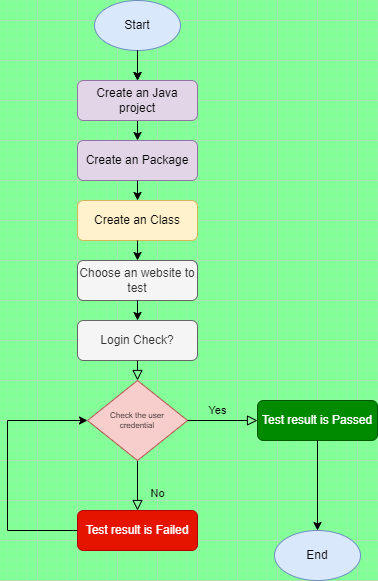 Start
Create an Java
project
Create an Package
Create an Class
Choose an website to
test
Login Check?
Check the user
credential
Yes
Test result is Passed
No
Test result is Failed
End